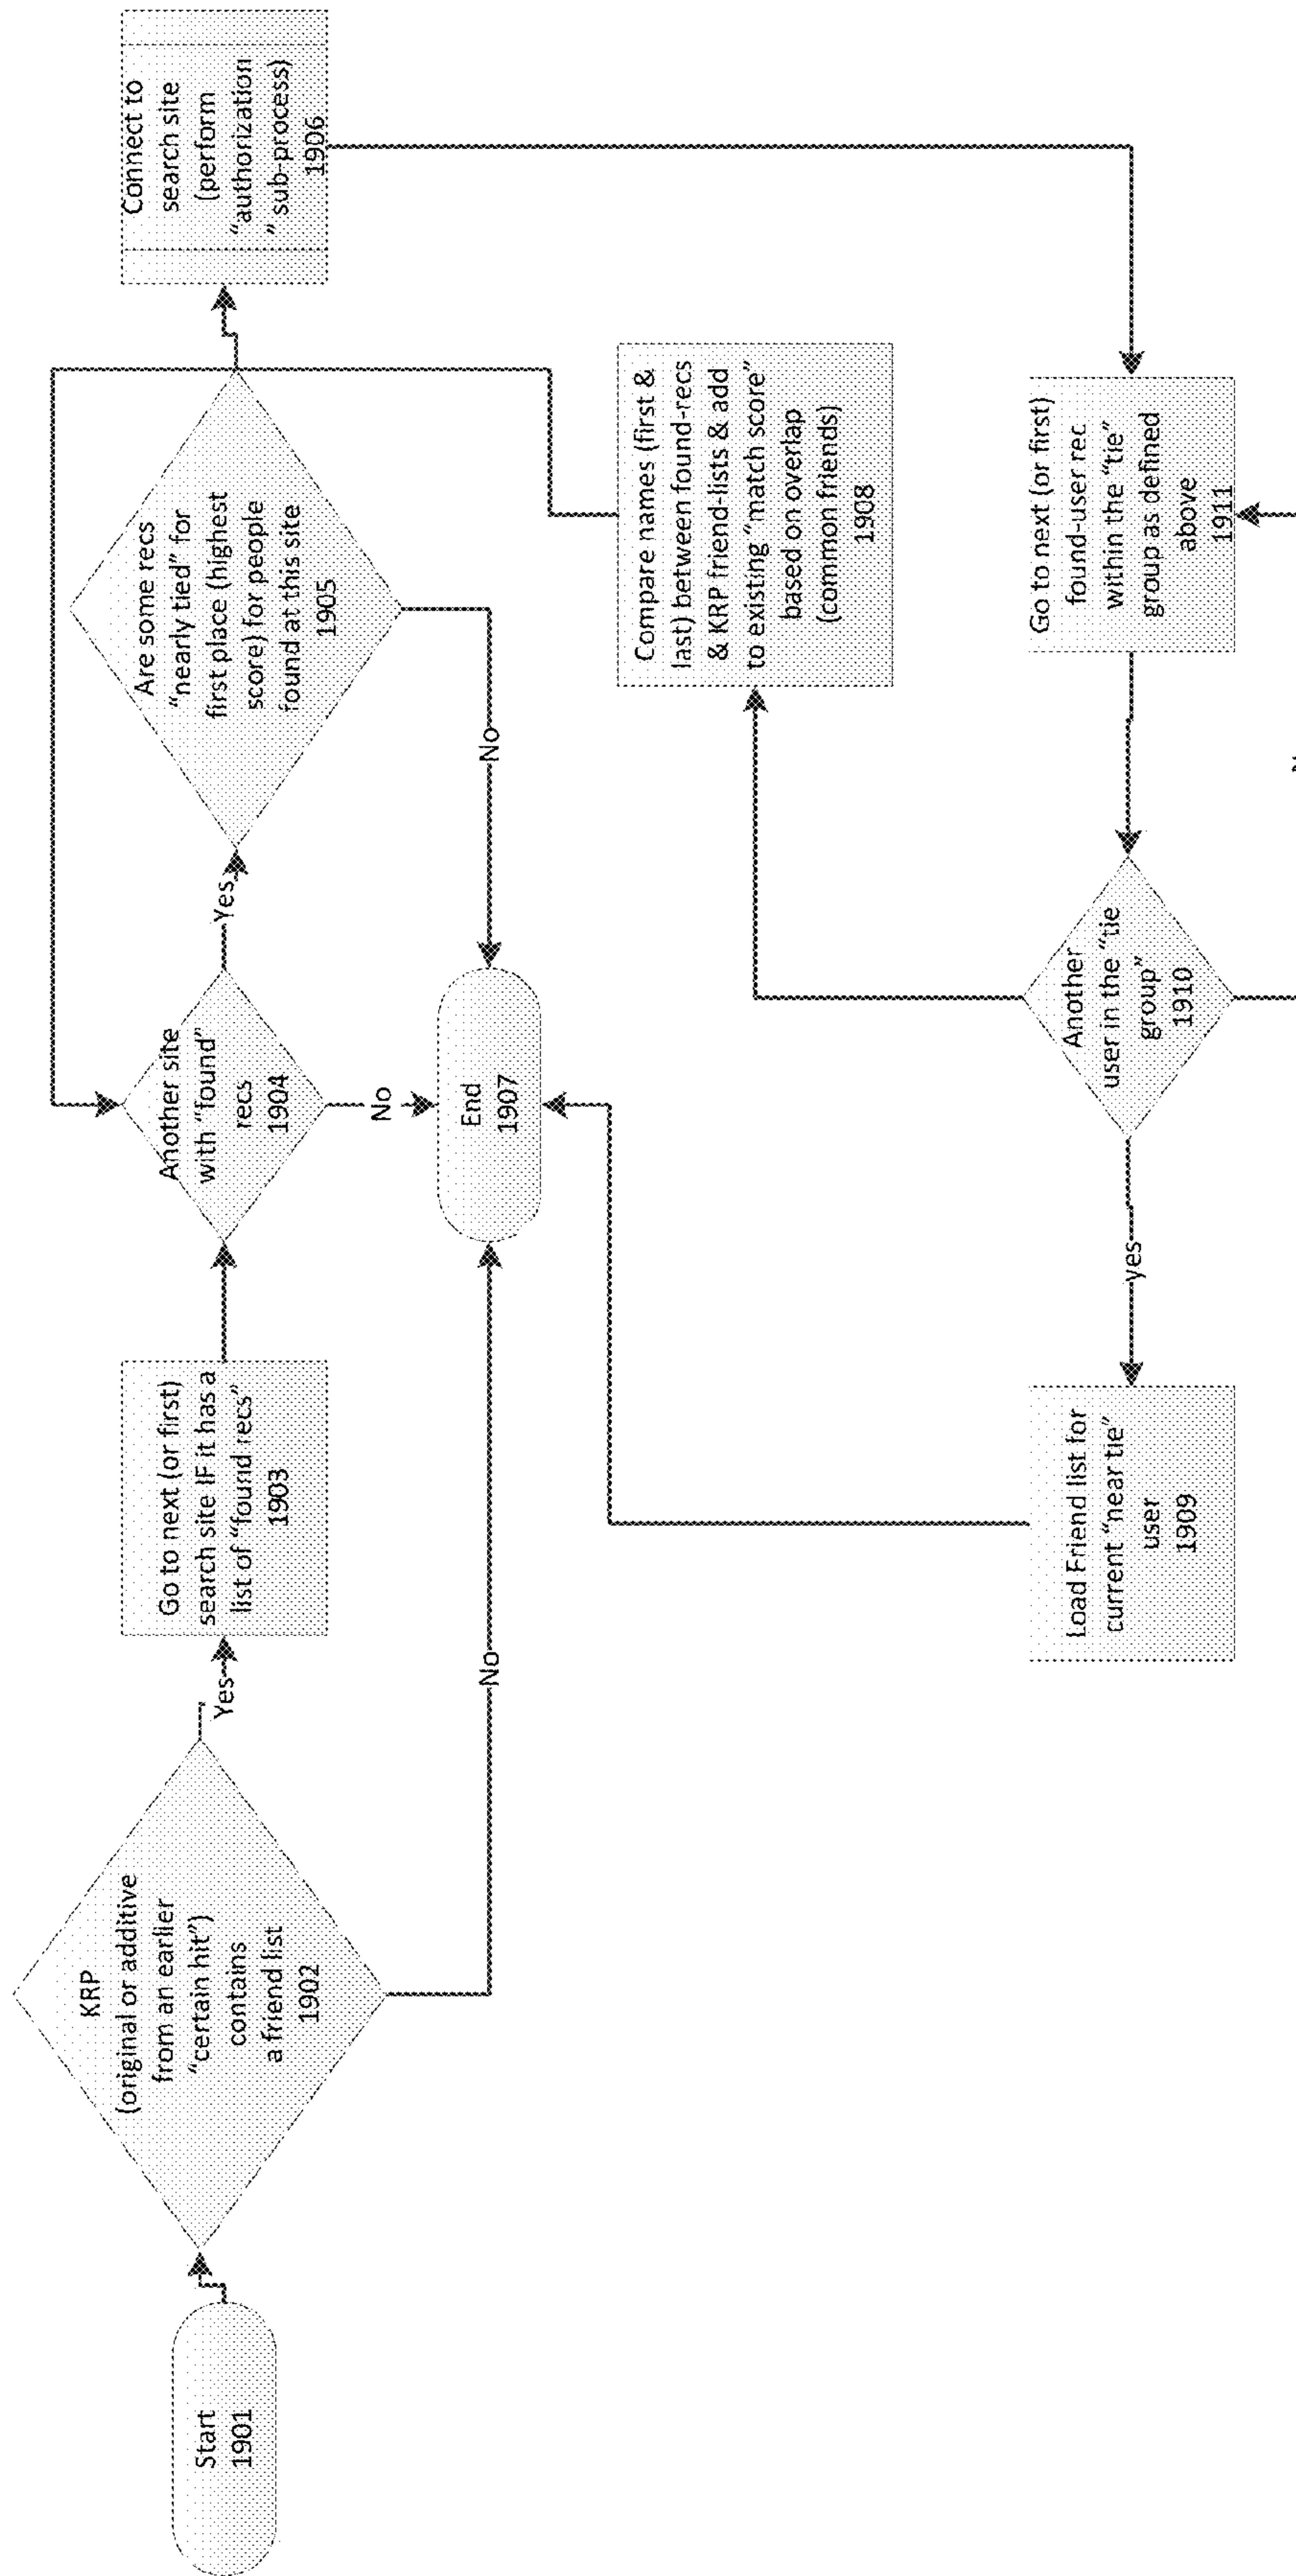 Start
1901
KRP
(original or additive
from an earlier
“certain hit”)
contains
a friend list
1902
Yes
No
Go to next (or first)
search site IF it has a
list of “found recs”
1903
Another site
with “found”
recs
1904
Yes
No
Are some recs
“nearly tied” for
first place (highest
score) for people
found at this site
1905
No
Connect to
search site
(perform
“authorization
” sub-process)
1906
End
1907
Compare names (first &
last) between found-recs
& KRP friend-lists & add
to existing “match score”
based on overlap
(common friends)
1908
Load Friend list for
current “near tie”
user
1909
yes
Another
user in the “tie
group”
1910
Go to next (or first)
found-user rec
within the “tie”
group as defined
above
1911